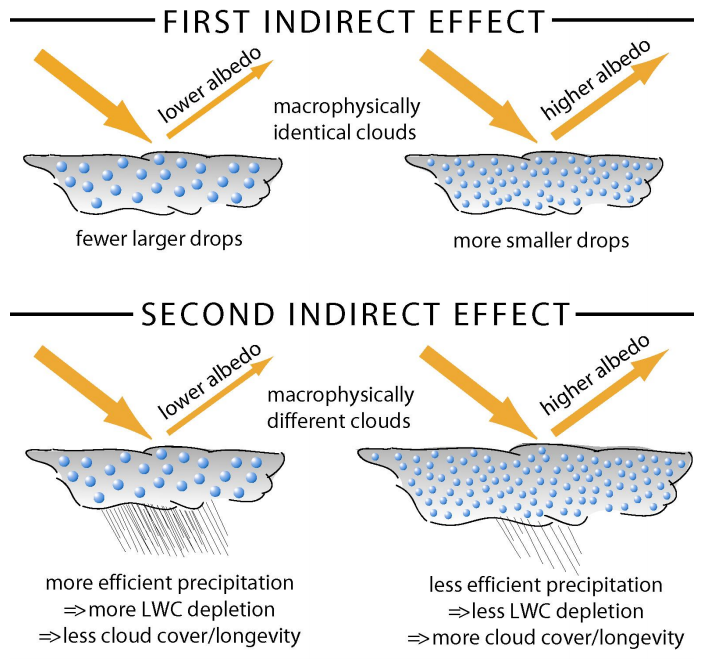 FIRST INDIRECT EFFECT
lower albedo
macrophysically
identical clouds
higher albedo
fewer larger drops
more smaller drops
SECOND INDIRECT EFFECT
lower albedo
macrophysically
different clouds
higher albedo
more efficient precipitation
⇒more LWC depletion
⇒less cloud cover/longevity
less efficient precipitation
⇒less LWC depletion
⇒more cloud cover/longevity